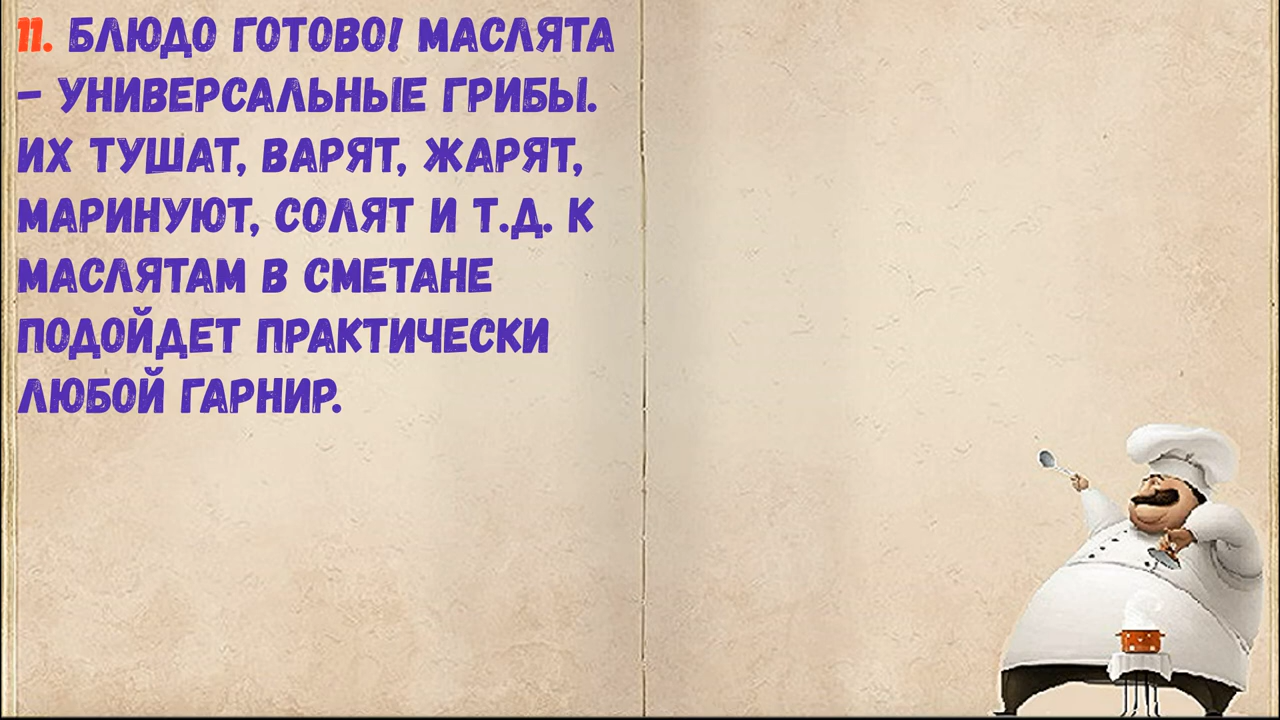 11. БЛЮДО ГОТОВО! МАСЛЯТА
– УНИВЕРСАЛЬНЫЕ ГРИБЫ.
ИХ ТУШАТ, ВАРЯТ, ЖАРЯТ,
МАРИНУЮТ, СОЛЯТ И Т.Д. К
МАСЛЯТАМ В СМЕТАНЕ
ПОДОЙДЕТ ПРАКТИЧЕСКИ
ЛЮБОЙ ГАРНИР.